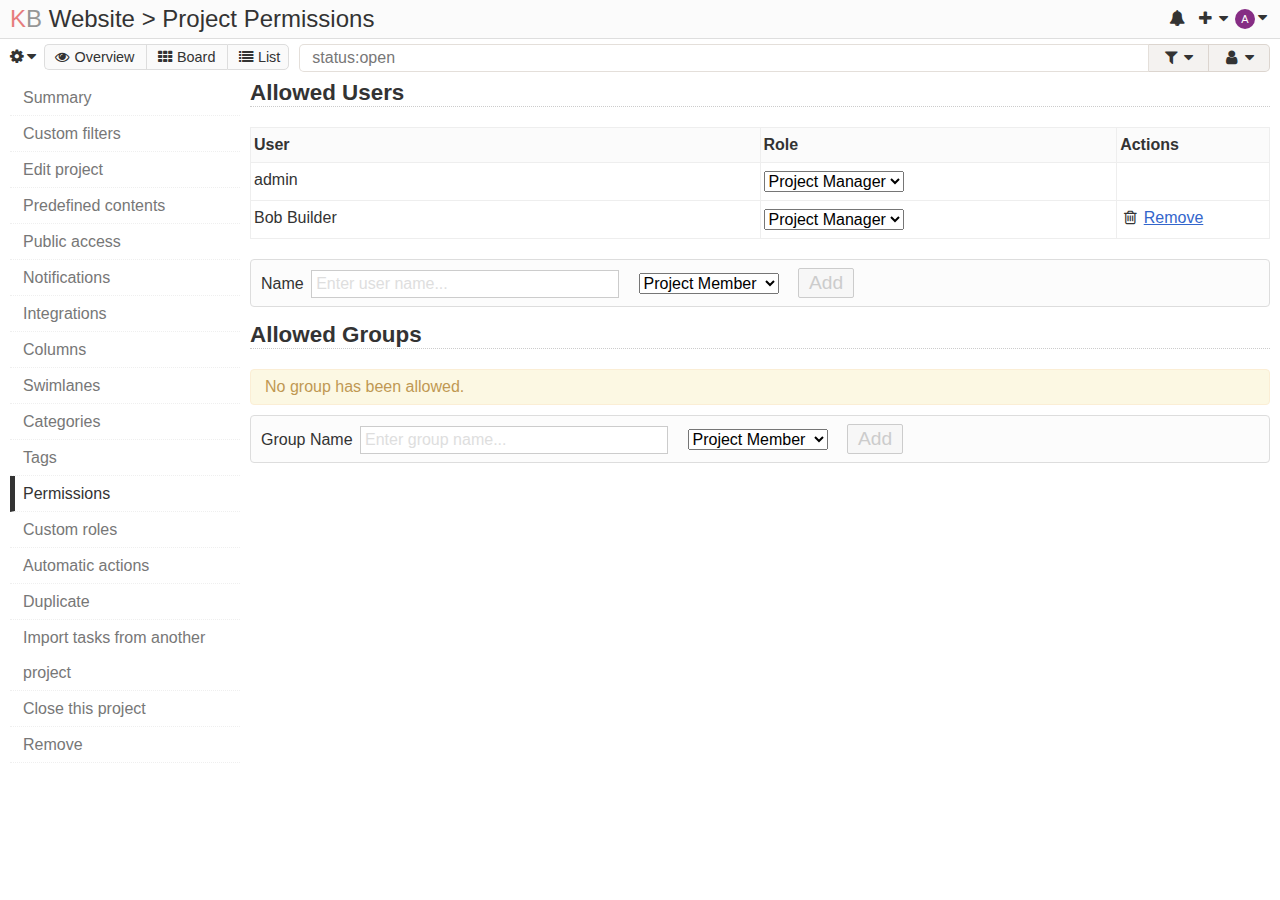 KB Website > Project Permissions
A
Overview Board List status:open
Summary
Custom filters
Edit project
Predefined contents
Public access
Notifications
Integrations
Columns
Swimlanes
Categories
Tags
Permissions
Custom roles
Automatic actions
Duplicate
Import tasks from another
project
Close this project
Remove
Allowed Users
User Role Actions
admin Project Manager
Bob Builder Project Manager Remove
Name Enter user name... Project Member Add
Allowed Groups
No group has been allowed.
Group Name Enter group name... Project Member Add